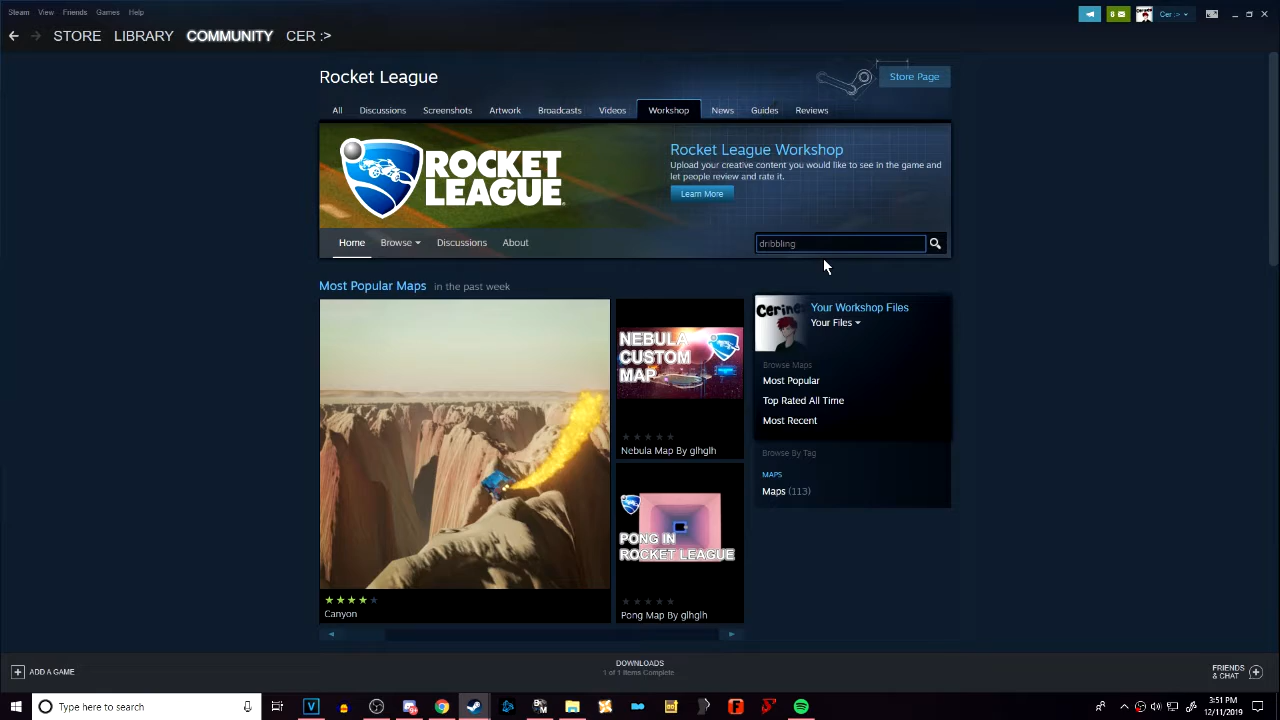 Steam View Friends Games Help
8 Cer :>
STORE LIBRARY COMMUNITY CER :>
Rocket League
Store Page
All Discussions Screenshots Artwork Broadcasts Videos Workshop News Guides Reviews
ROCKET
LEAGUE
Rocket League Workshop
Upload your creative content you would like to see in the game and
let people review and rate it.
Learn More
Home Browse Discussions About
dribbling
Most Popular Maps in the past week
NEBULA
CUSTOM
MAP
Nebula Map By glhglh
PONG IN
ROCKET LEAGUE
Pong Map By glhglh
Canyon
Your Workshop Files
Your Files
Browse Maps
Most Popular
Top Rated All Time
Most Recent
Browse By Tag
MAPS
Maps (113)
ADD A GAME
DOWNLOADS
1 of 1 Items Complete
FRIENDS
& CHAT
Type here to search
3:51 PM
12/11/2019